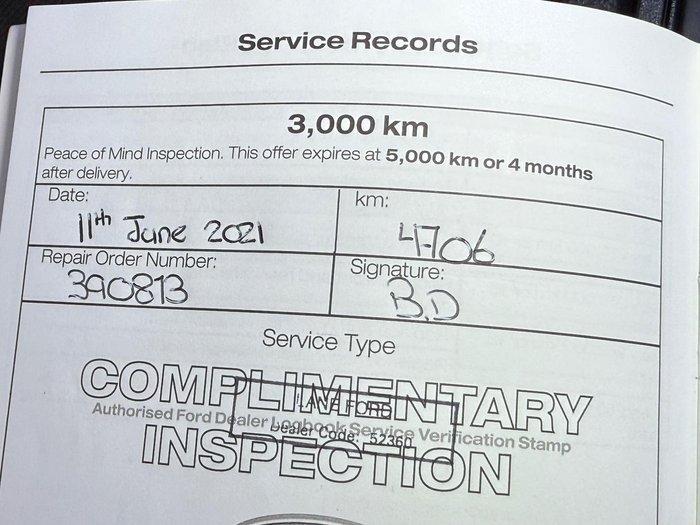 Service Records
3,000 km
Peace of Mind Inspection. This offer expires at 5,000 km or 4 months
after delivery.
Date:
11th June 2021
km:
4706
Repair Order Number:
390813
Signature:
B.D
Service Type
COMPLIMENTARY
LANE FORD
Authorised Ford Dealer Logbook Service Verification Stamp
Dealer Code: 52360
INSPECTION